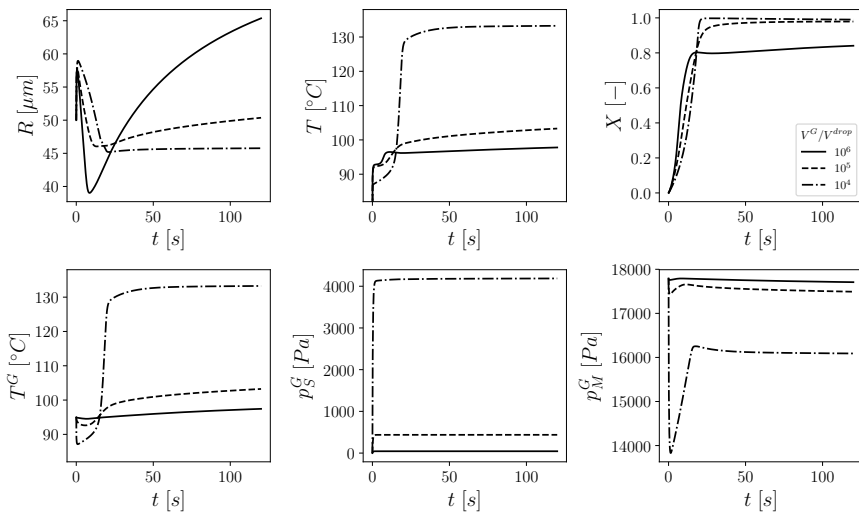 65
60
55
50
45
40
R [μm]
0 50 100
t [s]
130
120
110
100
90
T [°C]
0 50 100
t [s]
1.0
0.8
0.6
0.4
0.2
0.0
X [−]
V^G/V^drop
10^6
10^5
10^4
0 50 100
t [s]
130
120
110
100
90
T^G [°C]
0 50 100
t [s]
4000
3000
2000
1000
0
p_S^G [Pa]
0 50 100
t [s]
18000
17000
16000
15000
14000
p_M^G [Pa]
0 50 100
t [s]